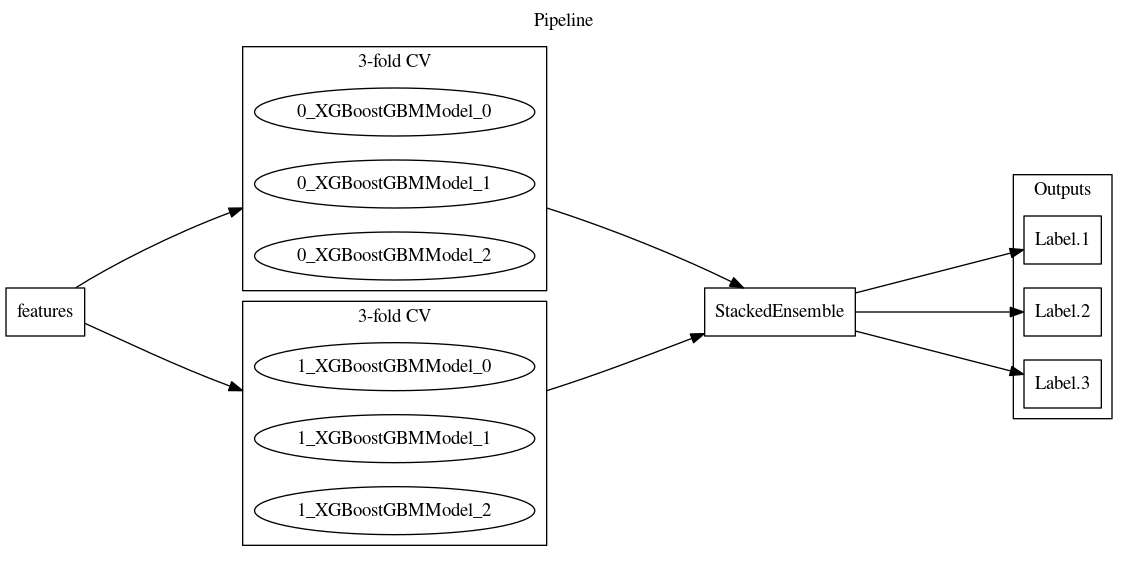 Pipeline
features
3-fold CV
0_XGBoostGBMModel_0
0_XGBoostGBMModel_1
0_XGBoostGBMModel_2
3-fold CV
1_XGBoostGBMModel_0
1_XGBoostGBMModel_1
1_XGBoostGBMModel_2
StackedEnsemble
Outputs
Label.1
Label.2
Label.3